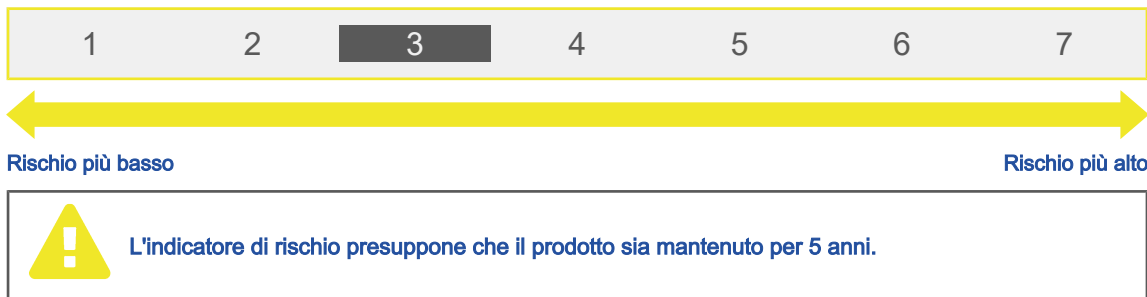 1 2 3 4 5 6 7
Rischio più basso Rischio più alto
L'indicatore di rischio presuppone che il prodotto sia mantenuto per 5 anni.